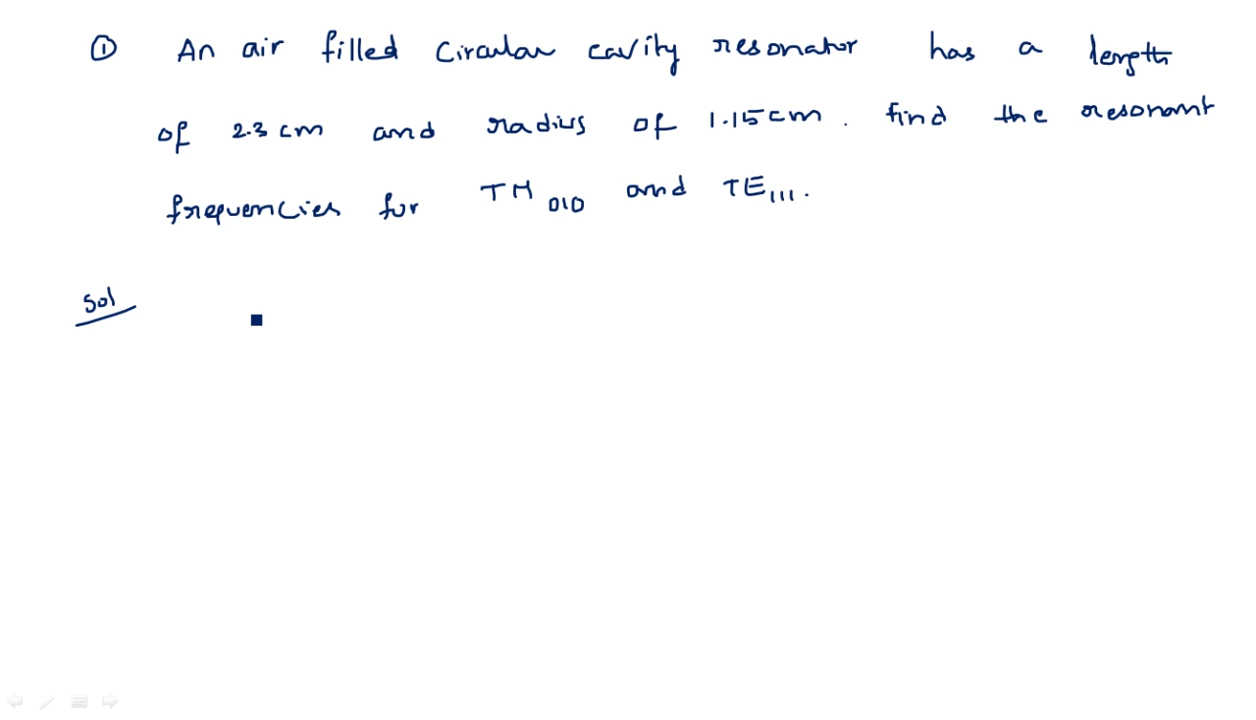 ① An air filled Circular cavity resonator has a length
of 2.3 cm and radius of 1.15 cm . find the resonant
frequencies for TM₀₁₀ and TE₁₁₁.
Sol